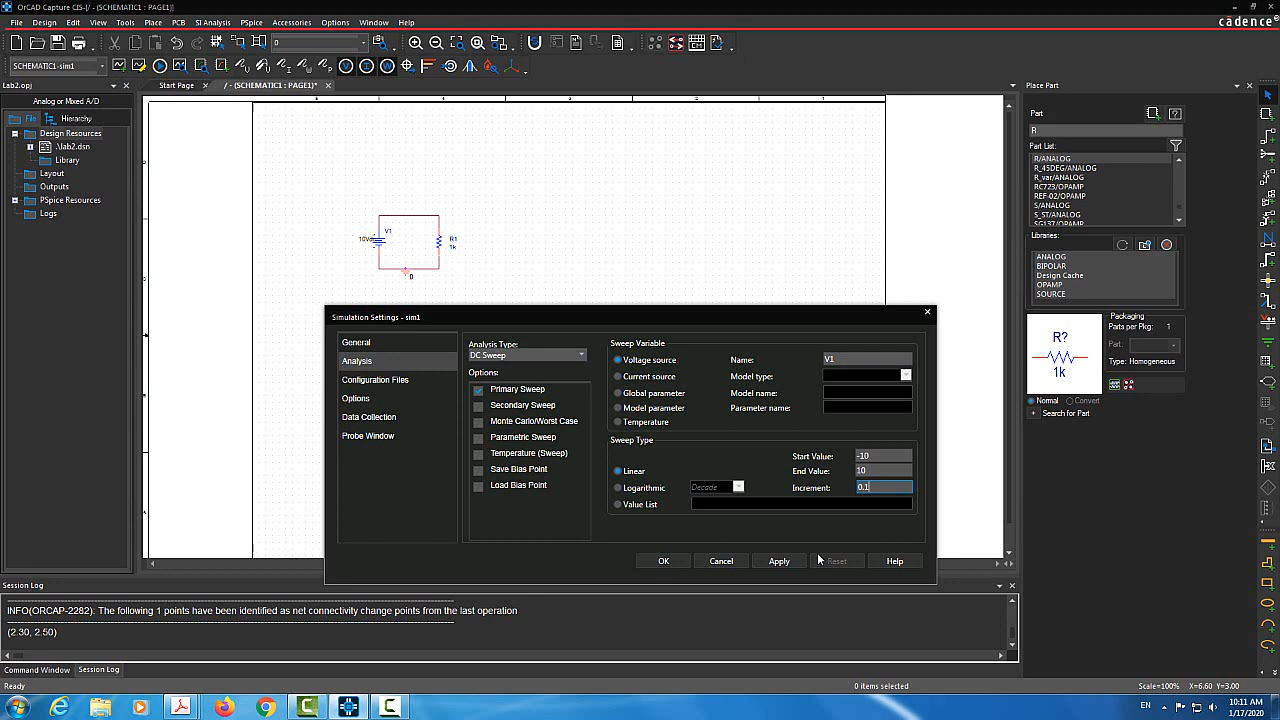 OrCAD Capture CIS-[/ - (SCHEMATIC1 : PAGE1)*]
File Design Edit View Tools Place PCB SI Analysis PSpice Accessories Options Window Help
cādence
0
SCHEMATIC1-sim1
Lab2.opj
Start Page
/ - (SCHEMATIC1 : PAGE1)*
Place Part
Analog or Mixed A/D
File Hierarchy
Design Resources
.\lab2.dsn
Library
Layout
Outputs
PSpice Resources
Logs
V1
R1
1k
0
Part
R
Part List:
R/ANALOG
R_45DEG/ANALOG
R_var/ANALOG
RC723/OPAMP
REF-02/OPAMP
S/ANALOG
S_ST/ANALOG
SG137/OPAMP
Libraries:
ANALOG
BIPOLAR
Design Cache
OPAMP
SOURCE
R?
1k
Packaging
Parts per Pkg: 1
Part:
Type: Homogeneous
Normal Convert
Search for Part
Simulation Settings - sim1
General
Analysis
Configuration Files
Options
Data Collection
Probe Window
Analysis Type:
DC Sweep
Options:
Primary Sweep
Secondary Sweep
Monte Carlo/Worst Case
Parametric Sweep
Temperature (Sweep)
Save Bias Point
Load Bias Point
Sweep Variable
Voltage source Name: V1
Current source Model type:
Global parameter Model name:
Model parameter Parameter name:
Temperature
Sweep Type
Start Value: -10
Linear End Value: 10
Logarithmic Decade Increment: 0.1
Value List
OK Cancel Apply Reset Help
Session Log
INFO(ORCAP-2282): The following 1 points have been identified as net connectivity change points from the last operation
(2.30, 2.50)
Command Window Session Log
Ready 0 items selected Scale=100% X=6.60 Y=3.00
EN 10:11 AM
1/17/2020